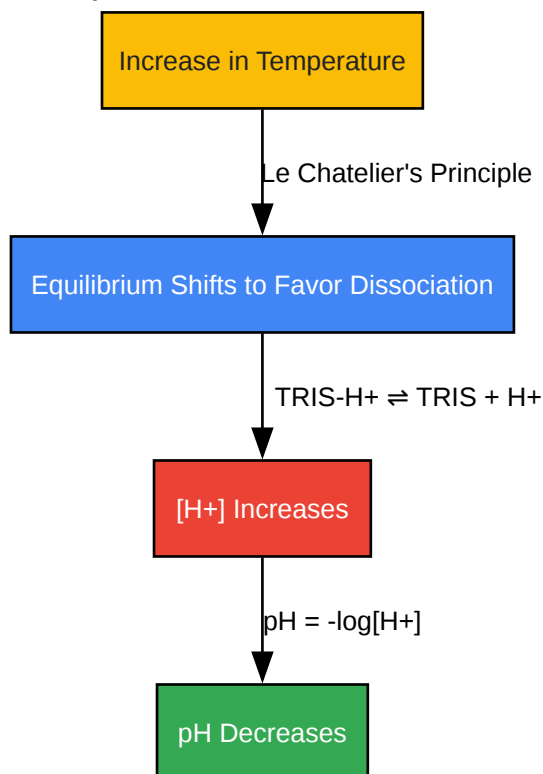 Increase in Temperature
Le Chatelier's Principle
Equilibrium Shifts to Favor Dissociation
TRIS-H+ ⇌ TRIS + H+
[H+] Increases
pH = -log[H+]
pH Decreases